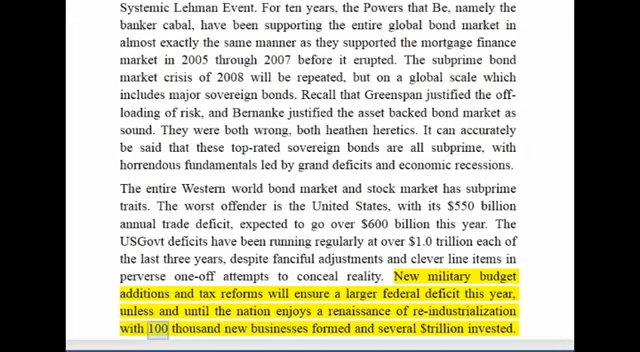 Systemic Lehman Event. For ten years, the Powers that Be, namely the
banker cabal, have been supporting the entire global bond market in
almost exactly the same manner as they supported the mortgage finance
market in 2005 through 2007 before it erupted. The subprime bond
market crisis of 2008 will be repeated, but on a global scale which
includes major sovereign bonds. Recall that Greenspan justified the off-
loading of risk, and Bernanke justified the asset backed bond market as
sound. They were both wrong, both heathen heretics. It can accurately
be said that these top-rated sovereign bonds are all subprime, with
horrendous fundamentals led by grand deficits and economic recessions.
The entire Western world bond market and stock market has subprime
traits. The worst offender is the United States, with its $550 billion
annual trade deficit, expected to go over $600 billion this year. The
USGovt deficits have been running regularly at over $1.0 trillion each of
the last three years, despite fanciful adjustments and clever line items in
perverse one-off attempts to conceal reality. New military budget
additions and tax reforms will ensure a larger federal deficit this year,
unless and until the nation enjoys a renaissance of re-industrialization
with 100 thousand new businesses formed and several $trillion invested.